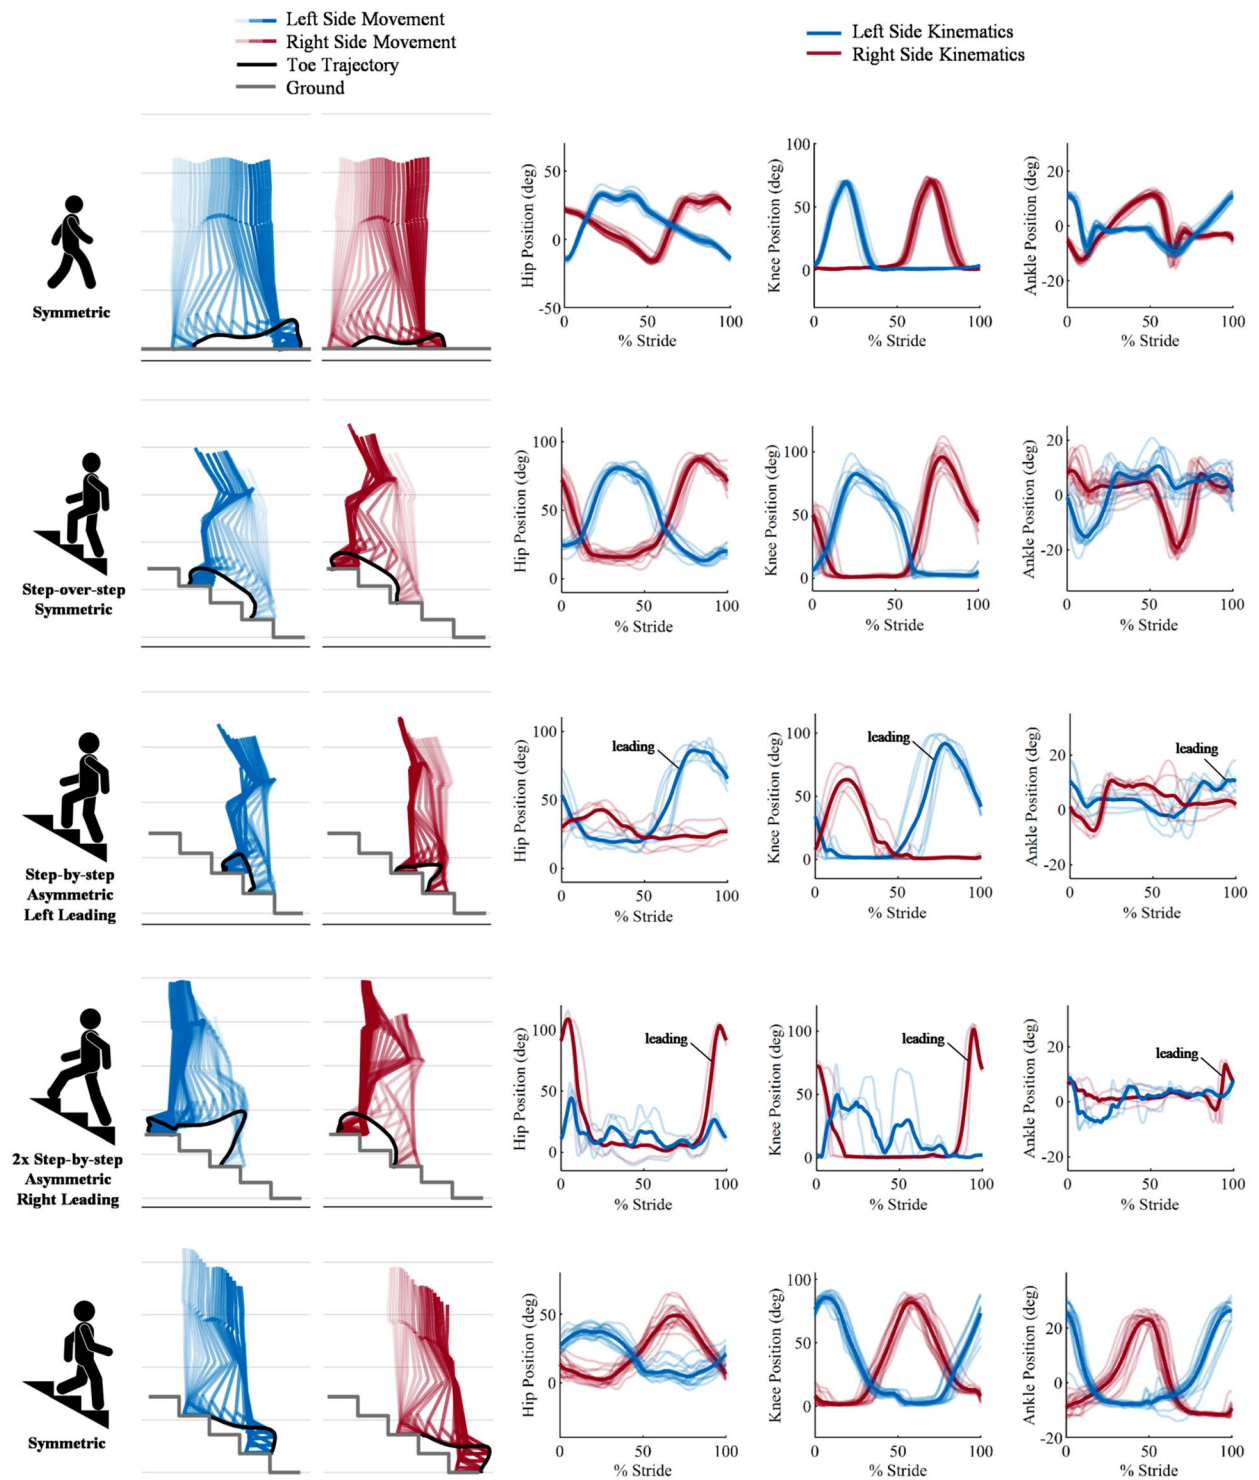 Left Side Movement
Right Side Movement
Toe Trajectory
Ground
Left Side Kinematics
Right Side Kinematics
Symmetric
Hip Position (deg)
50
0
-50
0
50
100
% Stride
Knee Position (deg)
100
50
0
0
50
100
% Stride
Ankle Position (deg)
20
0
-20
0
50
100
% Stride
Step-over-step
Symmetric
Hip Position (deg)
100
50
0
0
50
100
% Stride
Knee Position (deg)
100
50
0
0
50
100
% Stride
Ankle Position (deg)
20
0
-20
0
50
100
% Stride
Step-by-step
Asymmetric
Left Leading
Hip Position (deg)
100
50
0
leading
0
50
100
% Stride
Knee Position (deg)
100
50
0
leading
0
50
100
% Stride
Ankle Position (deg)
20
0
-20
leading
0
50
100
% Stride
2x Step-by-step
Asymmetric
Right Leading
Hip Position (deg)
100
50
0
leading
0
50
100
% Stride
Knee Position (deg)
100
50
0
leading
0
50
100
% Stride
Ankle Position (deg)
20
0
-20
leading
0
50
100
% Stride
Symmetric
Hip Position (deg)
50
0
0
50
100
% Stride
Knee Position (deg)
100
50
0
0
50
100
% Stride
Ankle Position (deg)
20
0
-20
0
50
100
% Stride